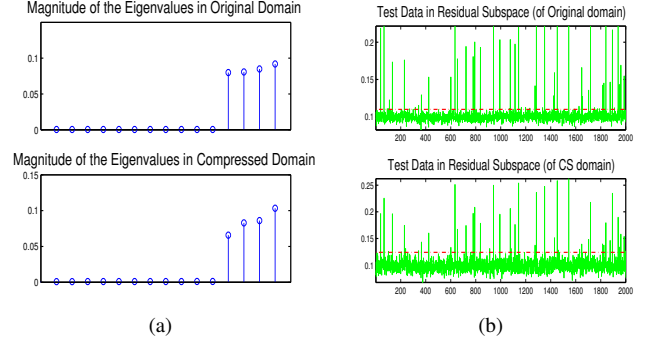 Magnitude of the Eigenvalues in Original Domain
0.1
0.05
0
Magnitude of the Eigenvalues in Compressed Domain
0.15
0.1
0.05
0
(a)
Test Data in Residual Subspace (of Original domain)
0.2
0.15
0.1
200 400 600 800 1000 1200 1400 1600 1800 2000
Test Data in Residual Subspace (of CS domain)
0.25
0.2
0.15
0.1
200 400 600 800 1000 1200 1400 1600 1800 2000
(b)